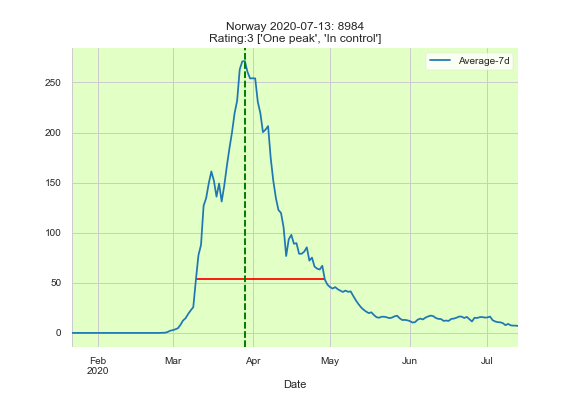 Norway 2020-07-13: 8984
Rating:3 ['One peak', 'In control']
Average-7d
250
200
150
100
50
0
Feb Mar Apr May Jun Jul
2020
Date